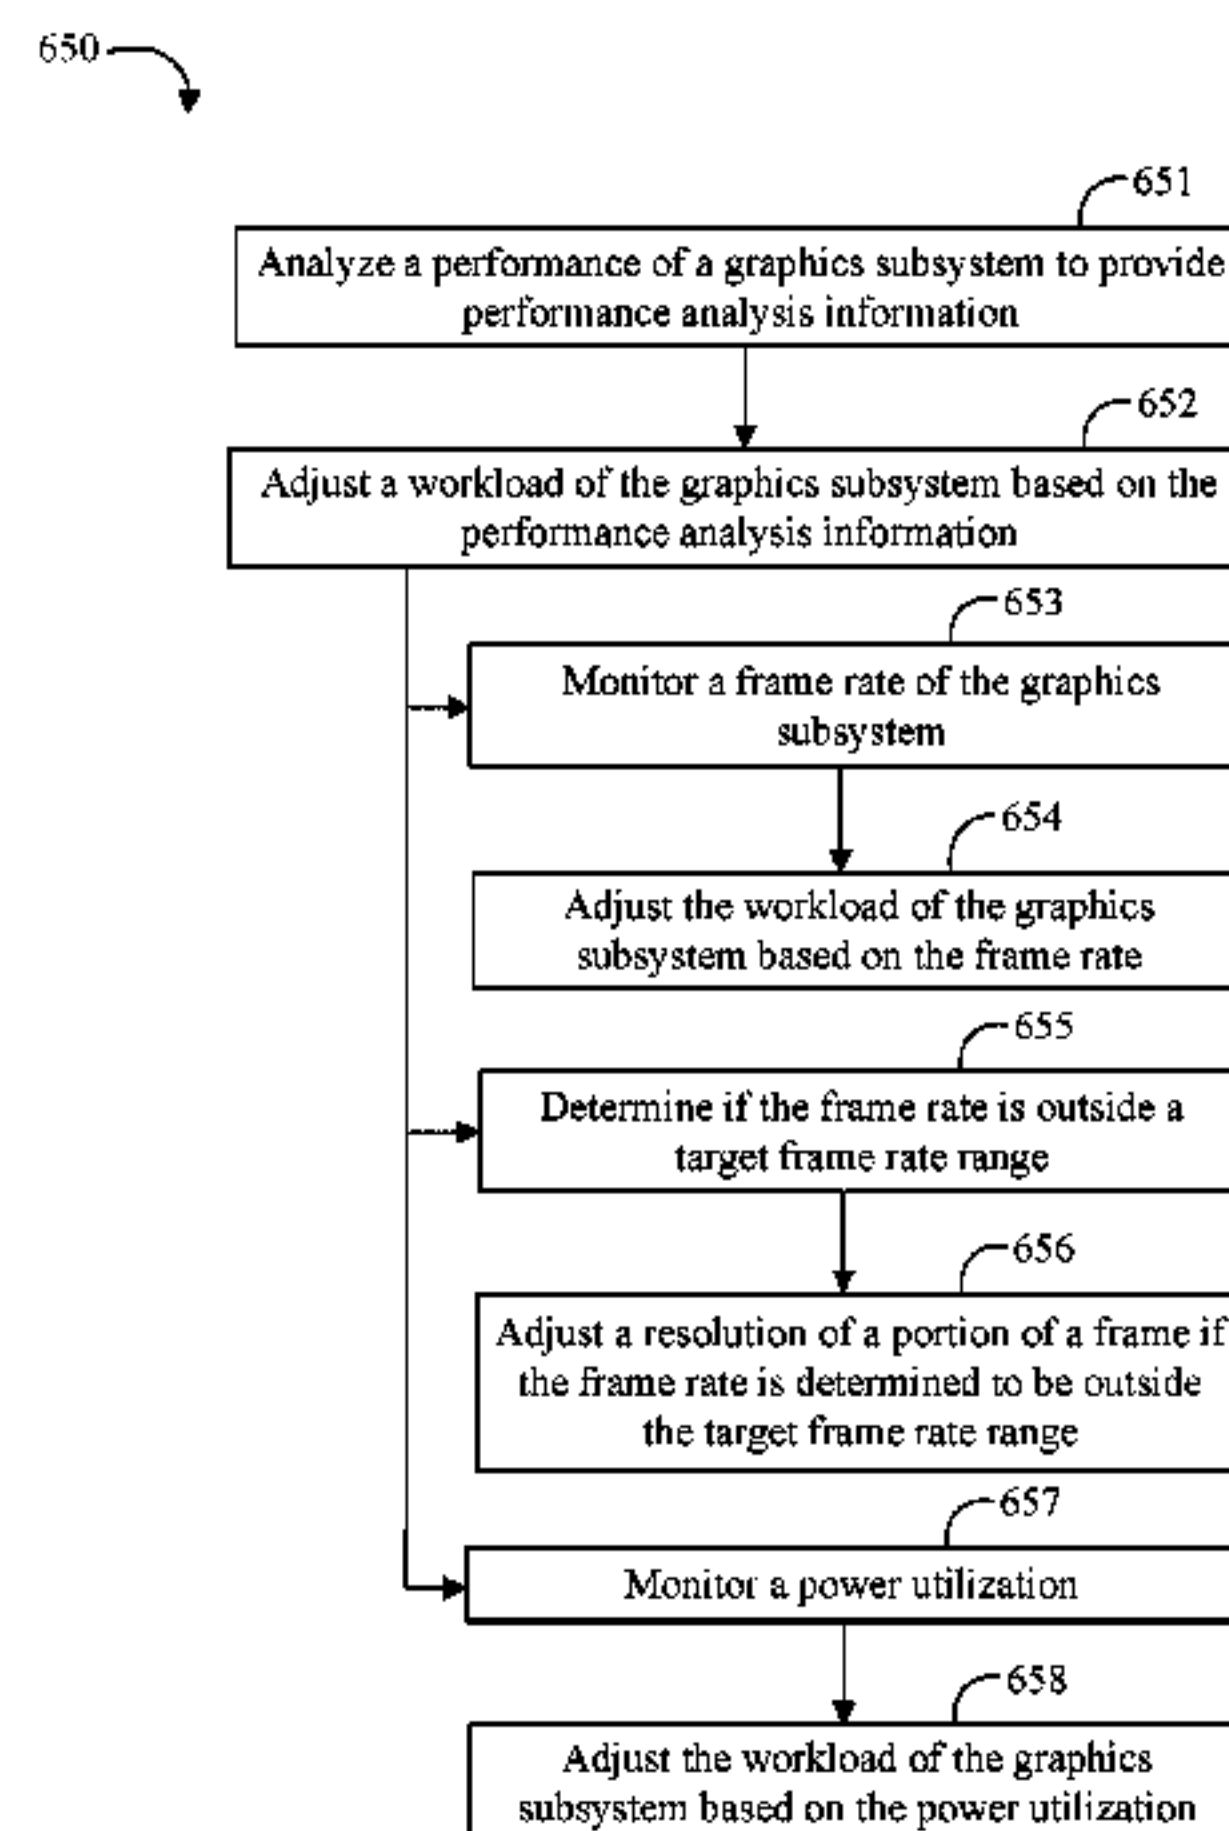 650
651
Analyze a performance of a graphics subsystem to provide
performance analysis information
652
Adjust a workload of the graphics subsystem based on the
performance analysis information
653
Monitor a frame rate of the graphics
subsystem
654
Adjust the workload of the graphics
subsystem based on the frame rate
655
Determine if the frame rate is outside a
target frame rate range
656
Adjust a resolution of a portion of a frame if
the frame rate is determined to be outside
the target frame rate range
657
Monitor a power utilization
658
Adjust the workload of the graphics
subsystem based on the power utilization